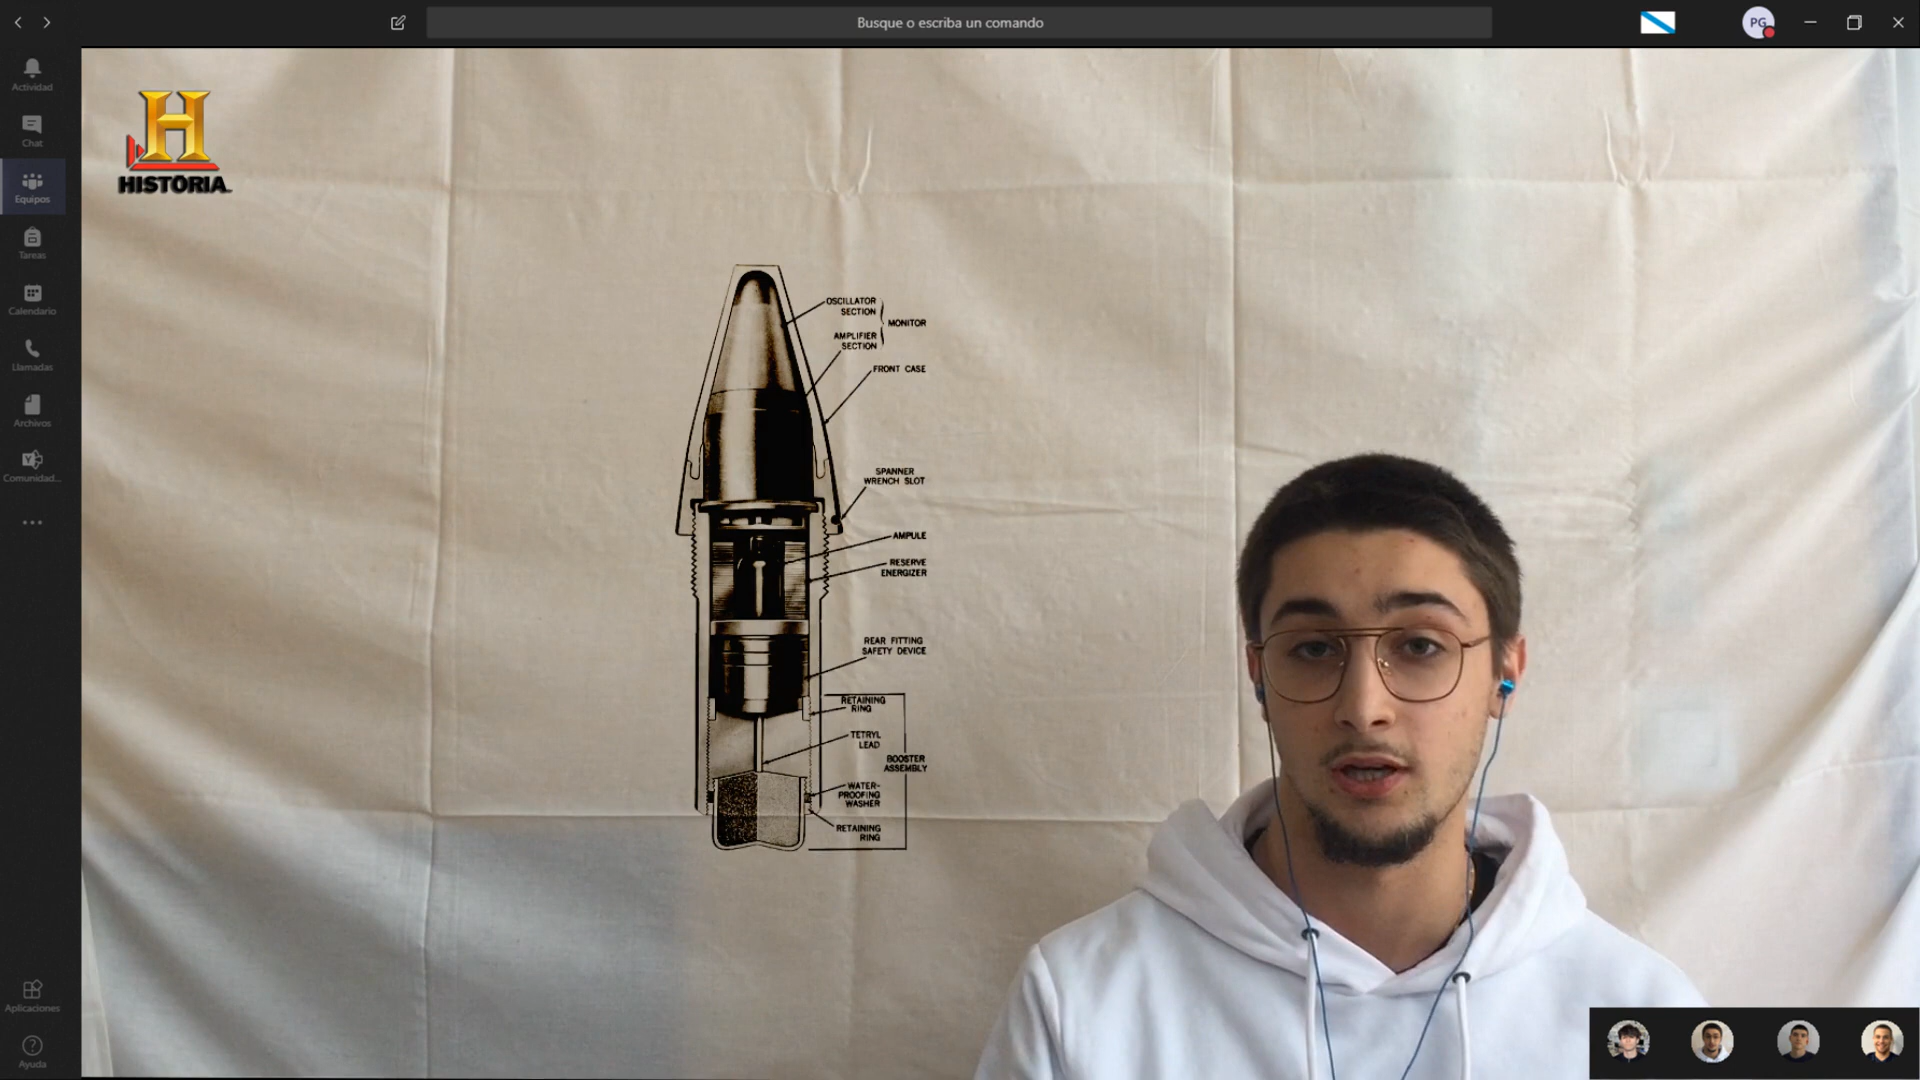 Busque o escriba un comando
PG
Actividad
Chat
Equipos
Tareas
Calendario
Llamadas
Archivos
Comunidad...
Aplicaciones
Ayuda
H
HISTORIA
OSCILLATOR
SECTION
MONITOR
AMPLIFIER
SECTION
FRONT CASE
SPANNER
WRENCH SLOT
AMPULE
RESERVE
ENERGIZER
REAR FITTING
SAFETY DEVICE
RETAINING
RING
TETRYL
LEAD
BOOSTER
ASSEMBLY
WATER-
PROOFING
WASHER
RETAINING
RING